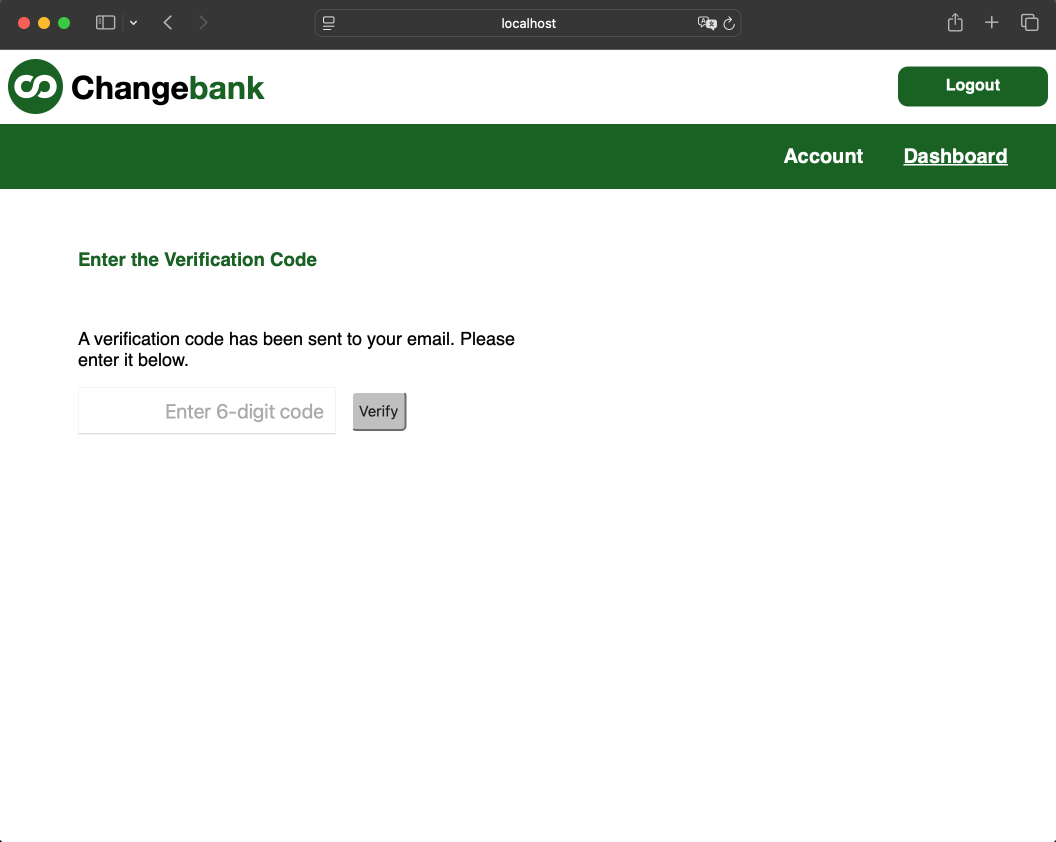 localhost
Changebank
Logout
Account
Dashboard
Enter the Verification Code
A verification code has been sent to your email. Please
enter it below.
Enter 6-digit code
Verify